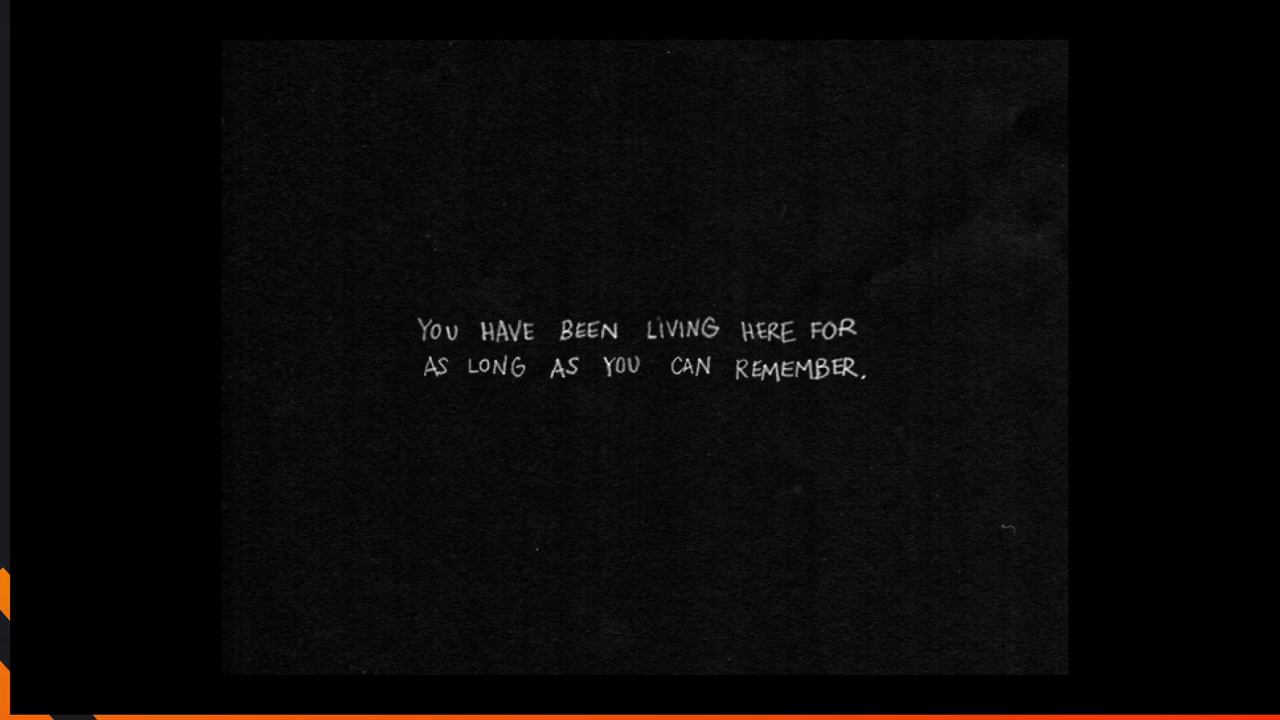 YOU HAVE BEEN LIVING HERE FOR
AS LONG AS YOU CAN REMEMBER.